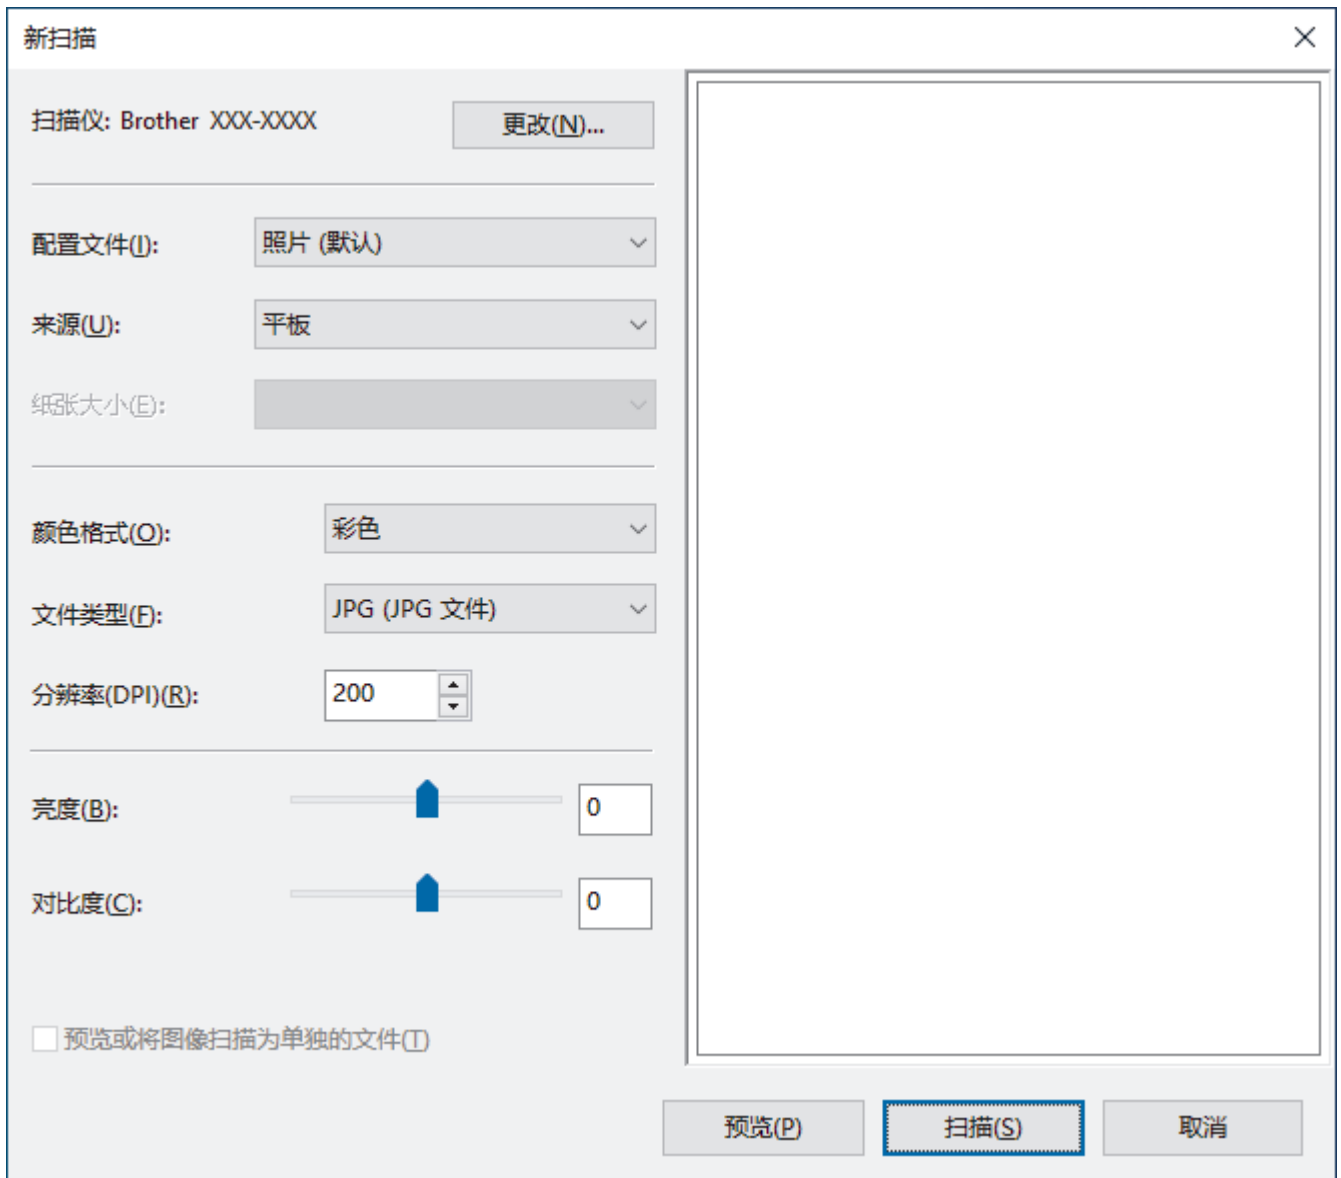 新扫描
扫描仪: Brother XXX-XXXX
更改(N)...
配置文件(I):
照片 (默认)
来源(U):
平板
纸张大小(E):
颜色格式(O):
彩色
文件类型(F):
JPG (JPG 文件)
分辨率(DPI)(R):
200
亮度(B):
0
对比度(C):
0
预览或将图像扫描为单独的文件(T)
预览(P)
扫描(S)
取消